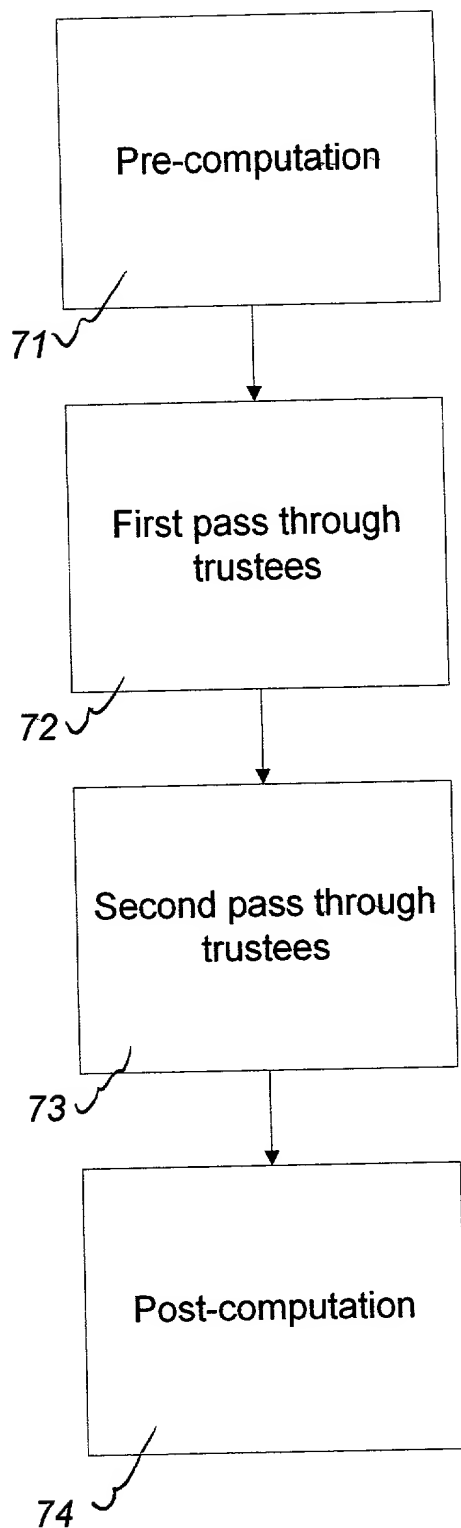 Pre-computation
71
First pass through
trustees
72
Second pass through
trustees
73
Post-computation
74